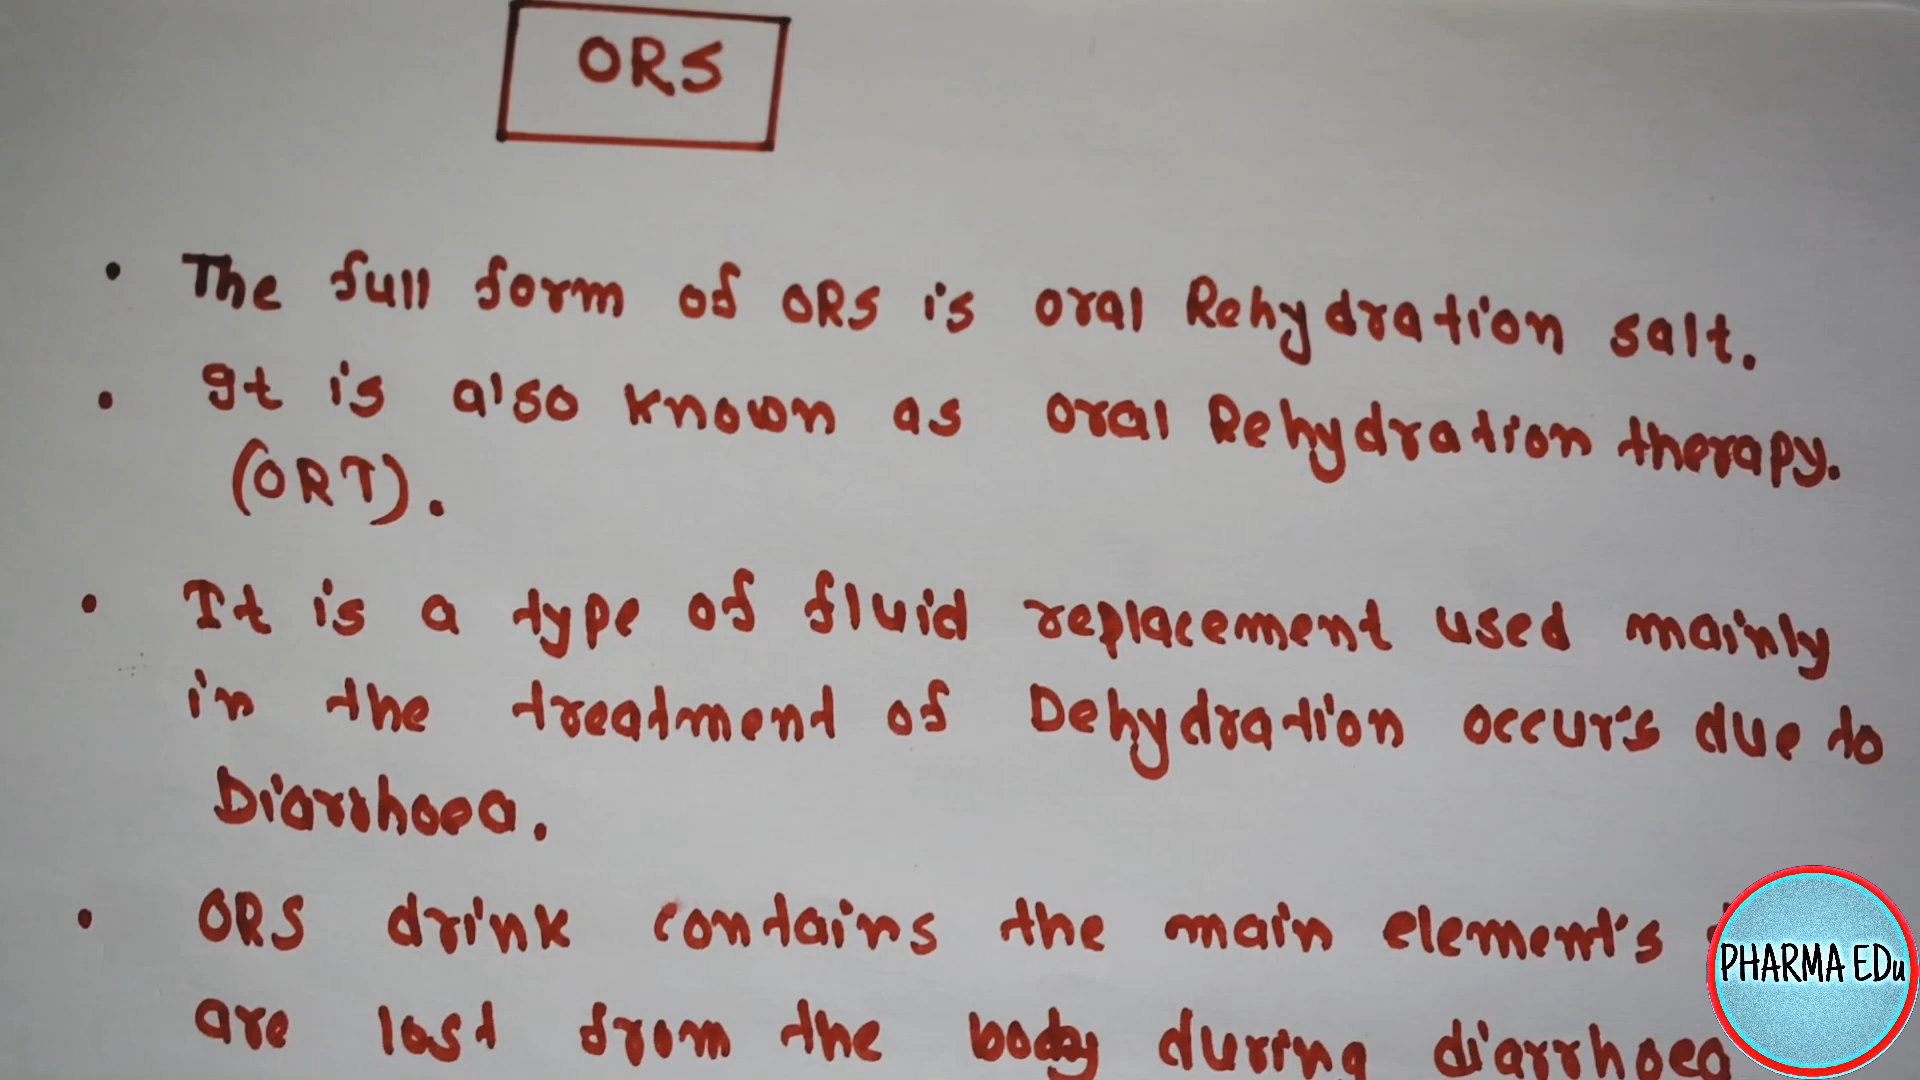 ORS
• The full form of ORS is oral Rehydration salt.
• It is also known as oral Rehydration therapy.
(ORT).
• It is a type of fluid replacement used mainly
in the treatment of Dehydration occur's due to
Diarrhoea.
• ORS drink contains the main element's
are lost from the body during diarrhoea
PHARMA EDu